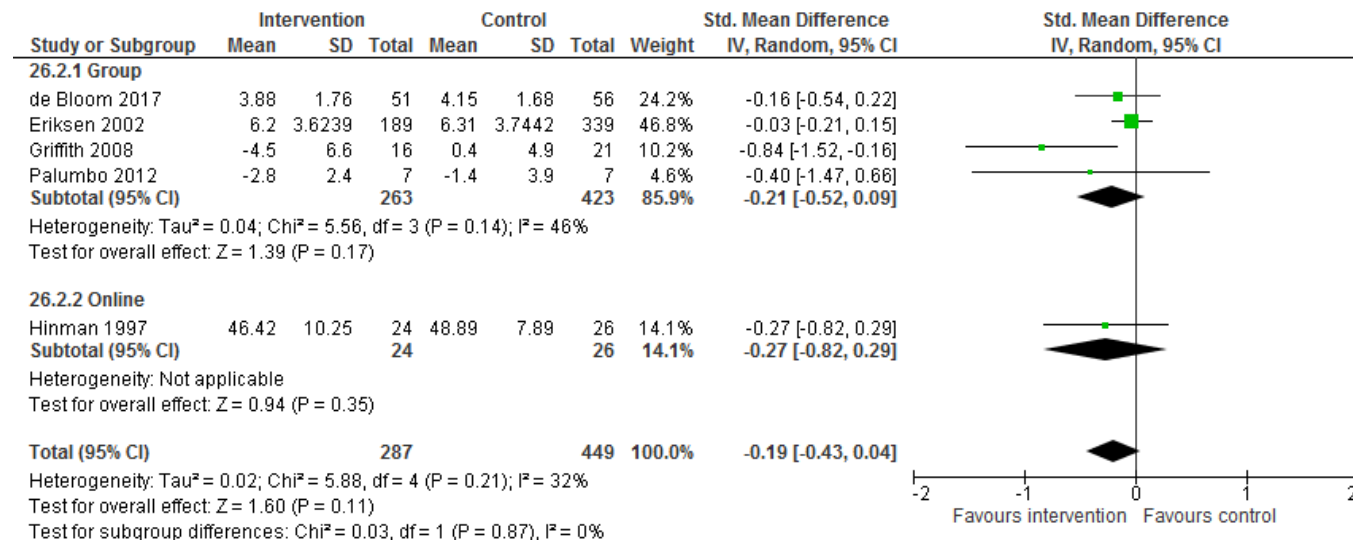 Intervention Control Std. Mean Difference Std. Mean Difference
Study or Subgroup Mean SD Total Mean SD Total Weight IV, Random, 95% CI IV, Random, 95% CI
26.2.1 Group
de Bloom 2017 3.88 1.76 51 4.15 1.68 56 24.2% -0.16 [-0.54, 0.22]
Eriksen 2002 6.2 3.6239 189 6.31 3.7442 339 46.8% -0.03 [-0.21, 0.15]
Griffith 2008 -4.5 6.6 16 0.4 4.9 21 10.2% -0.84 [-1.52, -0.16]
Palumbo 2012 -2.8 2.4 7 -1.4 3.9 7 4.6% -0.40 [-1.47, 0.66]
Subtotal (95% CI) 263 423 85.9% -0.21 [-0.52, 0.09]
Heterogeneity: Tau² = 0.04; Chi² = 5.56, df = 3 (P = 0.14); I² = 46%
Test for overall effect: Z = 1.39 (P = 0.17)
26.2.2 Online
Hinman 1997 46.42 10.25 24 48.89 7.89 26 14.1% -0.27 [-0.82, 0.29]
Subtotal (95% CI) 24 26 14.1% -0.27 [-0.82, 0.29]
Heterogeneity: Not applicable
Test for overall effect: Z = 0.94 (P = 0.35)
Total (95% CI) 287 449 100.0% -0.19 [-0.43, 0.04]
Heterogeneity: Tau² = 0.02; Chi² = 5.88, df = 4 (P = 0.21); I² = 32%
Test for overall effect: Z = 1.60 (P = 0.11)
Test for subgroup differences: Chi² = 0.03, df = 1 (P = 0.87), I² = 0%
-2 -1 0 1 2
Favours intervention Favours control